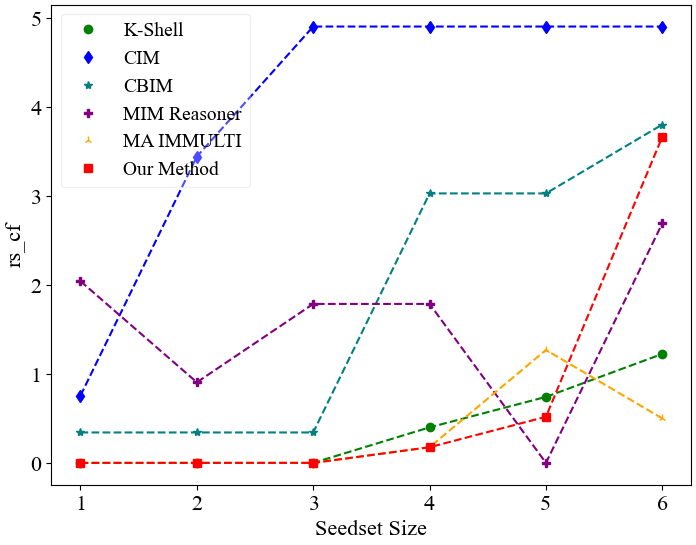 5
4
3
2
1
0
rs_cf
K-Shell
CIM
CBIM
MIM Reasoner
MA IMMULTI
Our Method
1 2 3 4 5 6
Seedset Size